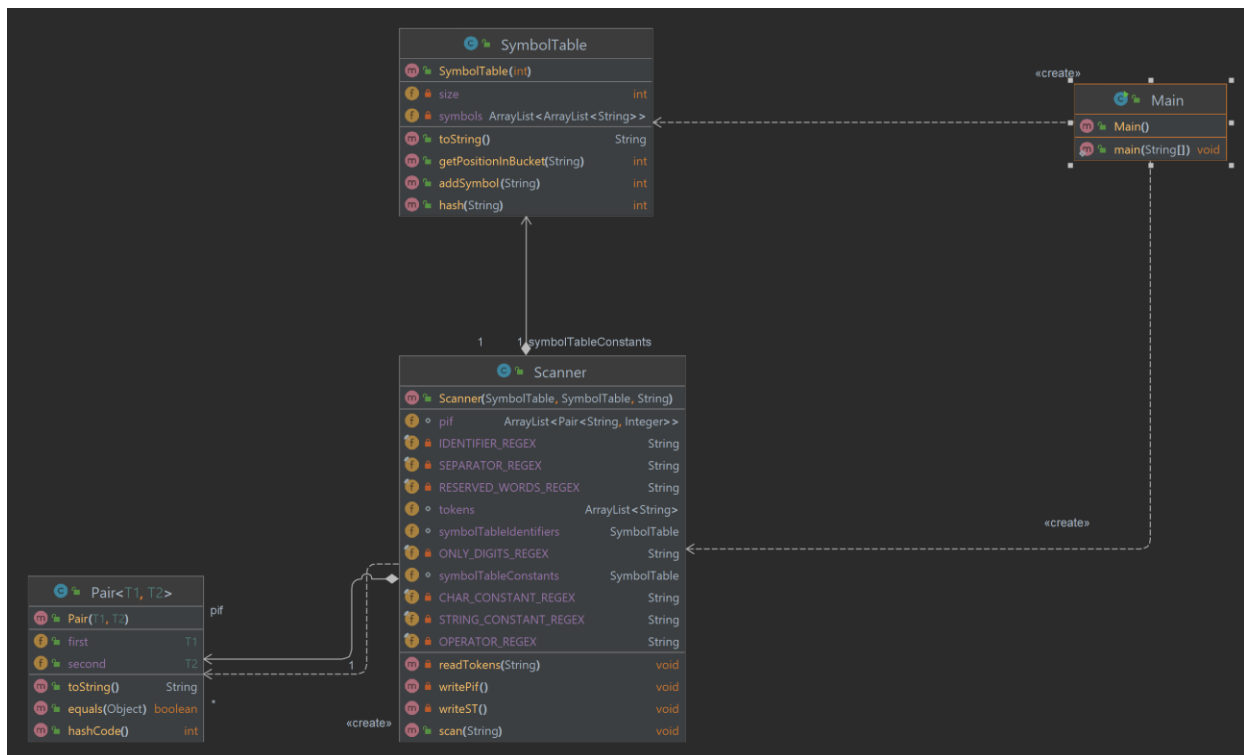 SymbolTable
SymbolTable(int)
size int
symbols ArrayList<ArrayList<String>>
toString() String
getPositionInBucket(String) int
addSymbol(String) int
hash(String) int
«create»
Main
Main()
main(String[]) void
1 1 symbolTableConstants
Scanner
Scanner(SymbolTable, SymbolTable, String)
pif ArrayList<Pair<String, Integer>>
IDENTIFIER_REGEX String
SEPARATOR_REGEX String
RESERVED_WORDS_REGEX String
tokens ArrayList<String>
symbolTableIdentifiers SymbolTable
ONLY_DIGITS_REGEX String
symbolTableConstants SymbolTable
CHAR_CONSTANT_REGEX String
STRING_CONSTANT_REGEX String
OPERATOR_REGEX String
readTokens(String) void
writePif() void
writeST() void
scan(String) void
«create»
Pair<T1, T2>
Pair(T1, T2)
first T1
second T2
toString() String
equals(Object) boolean
hashCode() int
pif
1
*
«create»